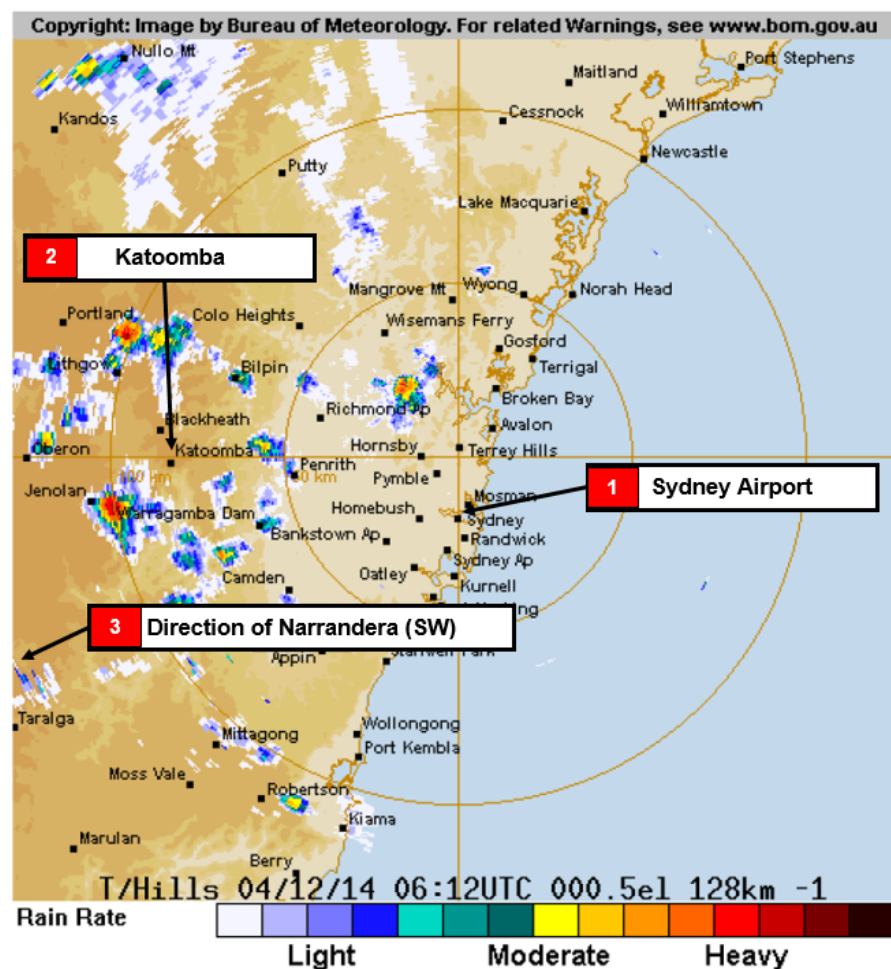 Copyright: Image by Bureau of Meteorology. For related Warnings, see www.bom.gov.au
Nullo Mt
Port Stephens
Maitland
Kandos
Cessnock
Williamtown
Newcastle
Putty
Lake Macquarie
2 Katoomba
Mangrove Mt
Wyong
Norah Head
Portland
Colo Heights
Wisemans Ferry
Gosford
Lithgow
Bilpin
Terrigal
Broken Bay
Richmond Ap
Avalon
Blackheath
Oberon
Katoomba
Hornsby
Terrey Hills
Penrith
Pymble
Jenolan
Mosman
1 Sydney Airport
Warragamba Dam
Homebush
Sydney
Bankstown Ap
Randwick
Sydney Ap
Oatley
Camden
Kurnell
3 Direction of Narrandera (SW)
Appin
Taralga
Wollongong
Mittagong
Port Kembla
Moss Vale
Robertson
Kiama
Marulan
Berry
T/Hills 04/12/14 06:12UTC 000.5el 128km -1
Rain Rate
Light Moderate Heavy